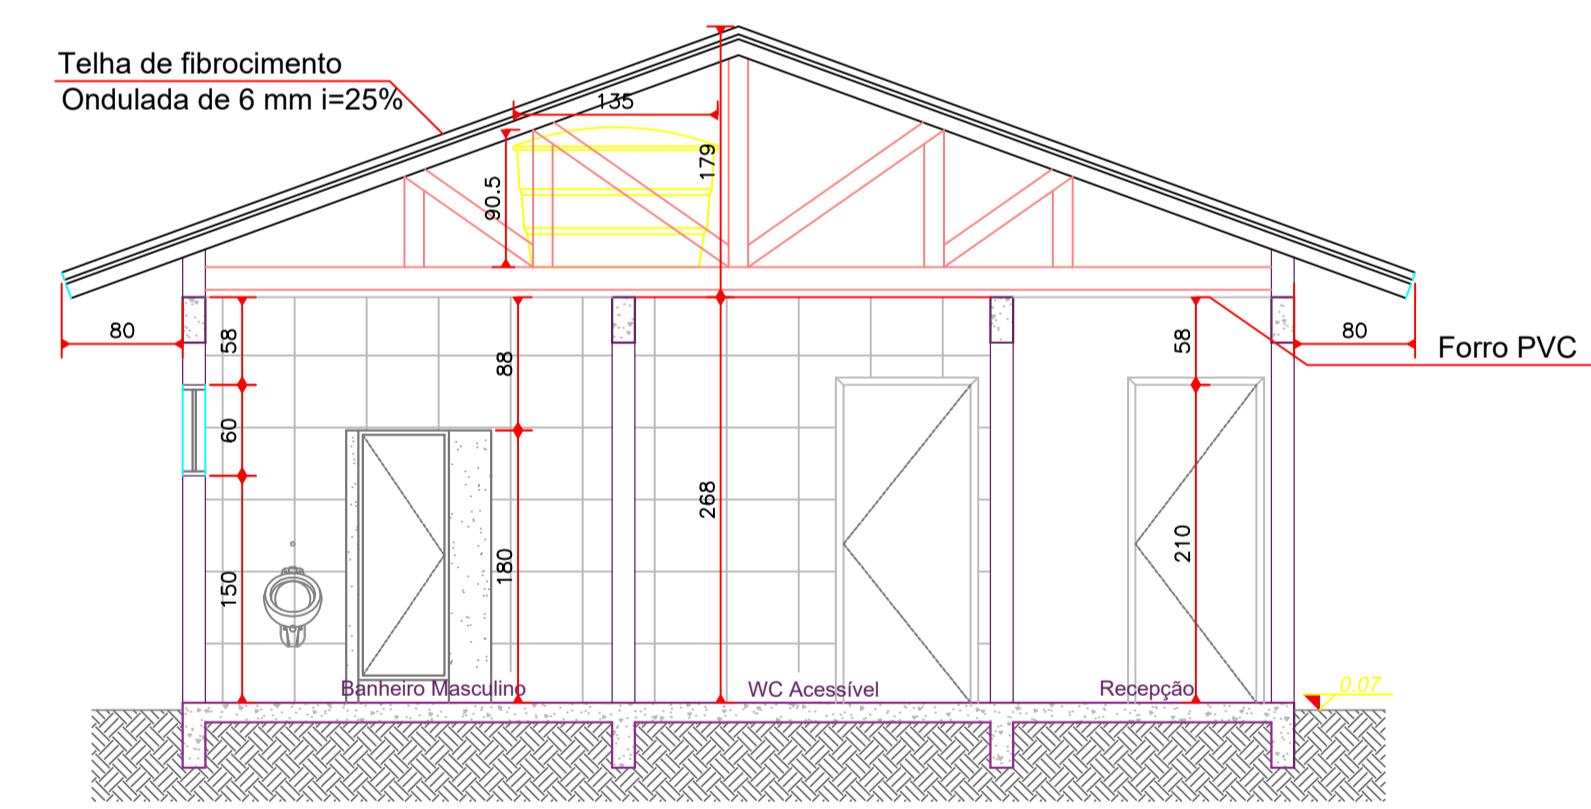 Telha de fibrocimento
Ondulada de 6 mm i=25%
135
179
90.5
80
58
88
58
80
Forro PVC
60
268
210
150
180
Banheiro Masculino
WC Acessível
Recepção
0.07